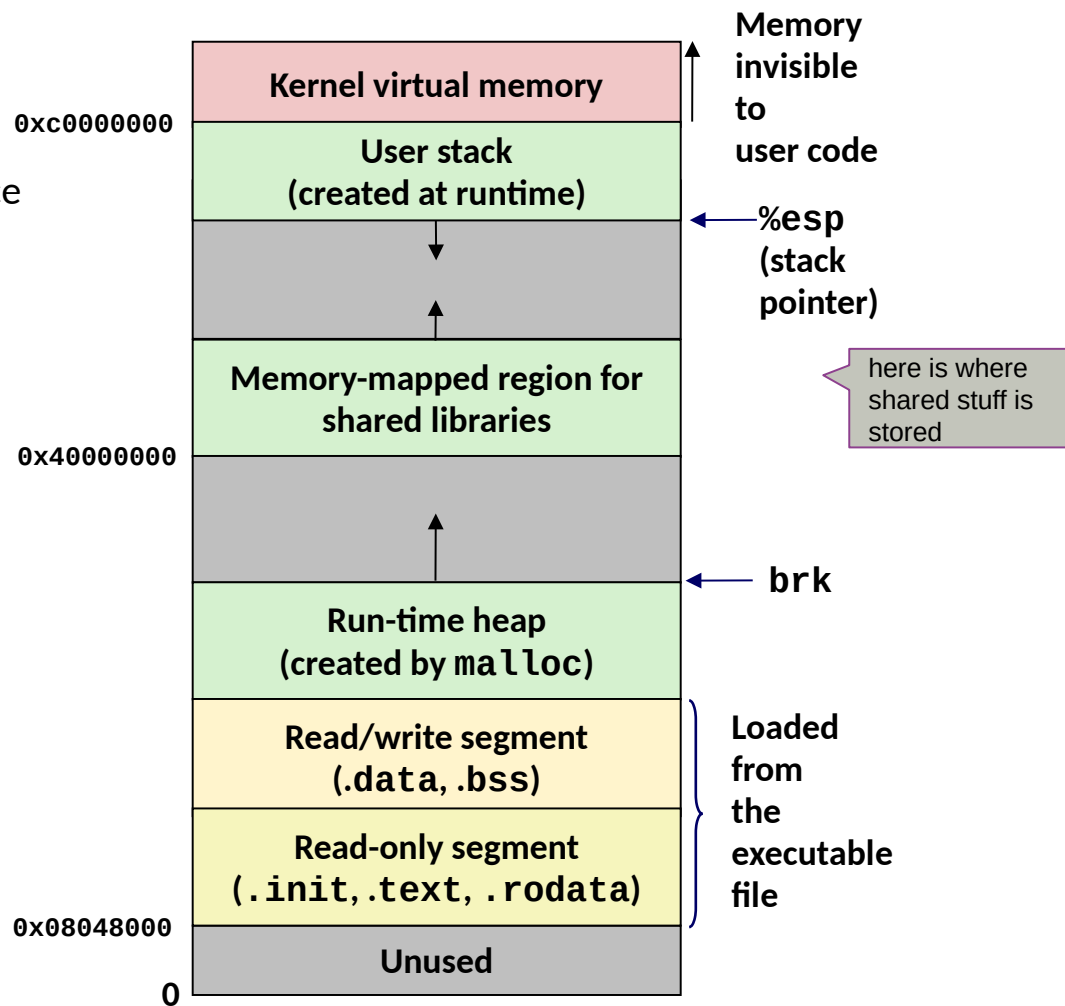 Memory
invisible
to
user code
Kernel virtual memory
0xc0000000
User stack
(created at runtime)
%esp
(stack
pointer)
Memory-mapped region for
shared libraries
here is where
shared stuff is
stored
0x40000000
brk
Run-time heap
(created by malloc)
Read/write segment
(.data, .bss)
Loaded
from
the
executable
file
Read-only segment
(.init, .text, .rodata)
0x08048000
Unused
0